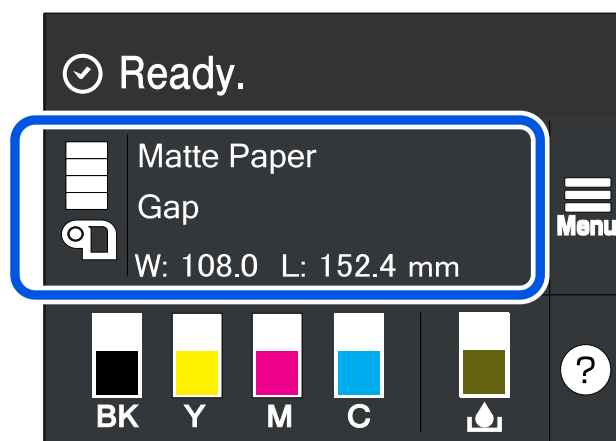 Ready.
Matte Paper
Gap
W: 108.0 L: 152.4 mm
Menu
BK Y M C
?